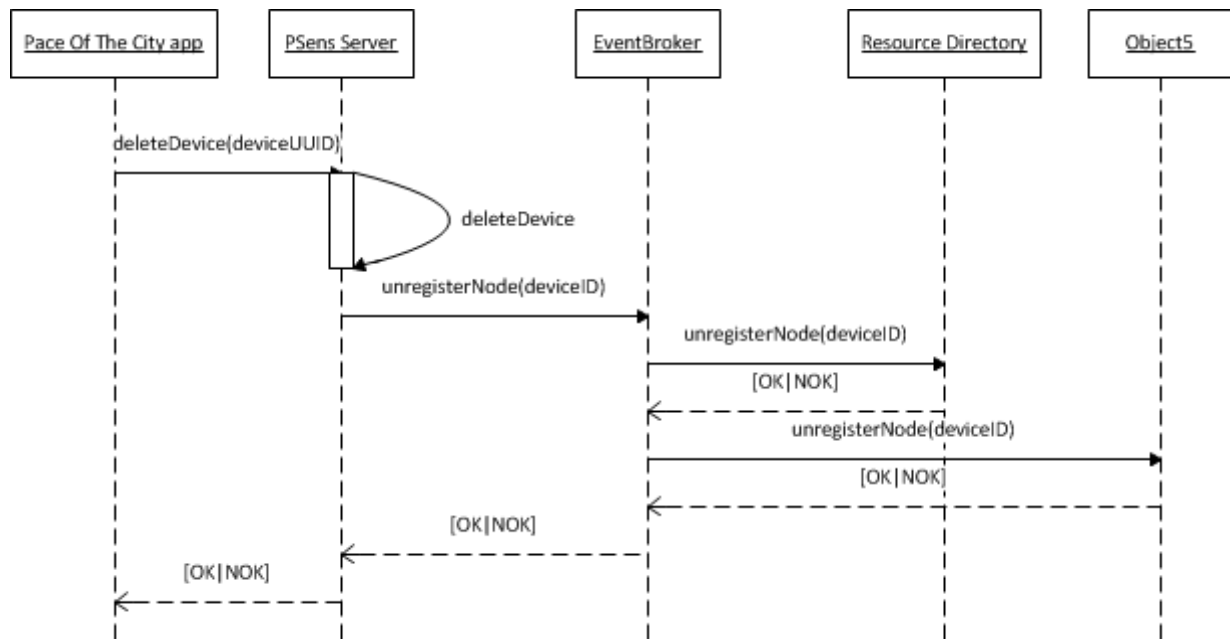 Pace Of The City app
PSens Server
EventBroker
Resource Directory
Object5
deleteDevice(deviceUUID)
deleteDevice
unregisterNode(deviceID)
unregisterNode(deviceID)
[OK|NOK]
unregisterNode(deviceID)
[OK|NOK]
[OK|NOK]
[OK|NOK]